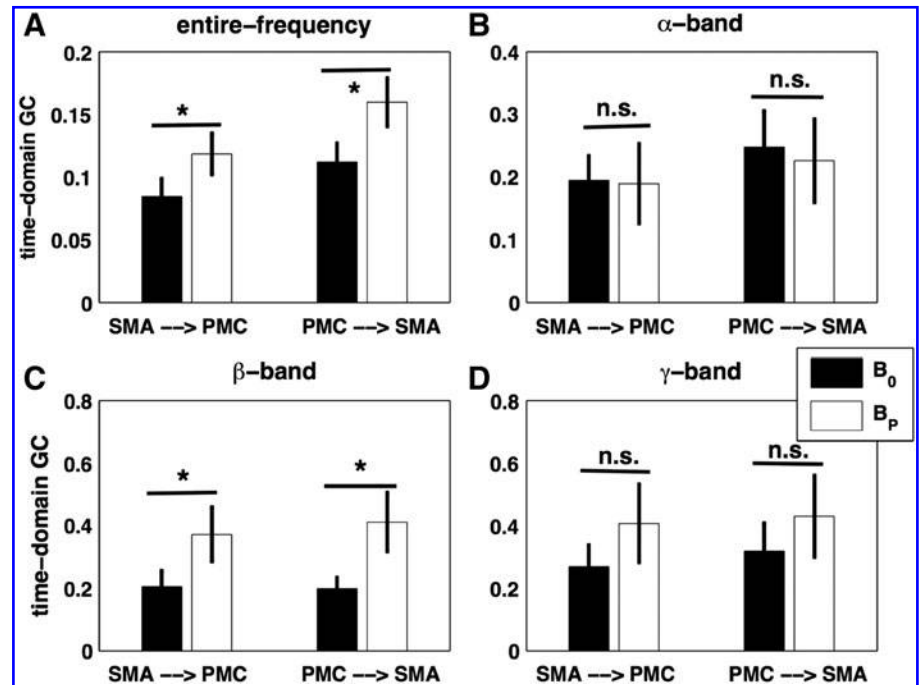 A
entire−frequency
time−domain GC
0.2
0.15
0.1
0.05
0
*
*
SMA −−> PMC
PMC −−> SMA
B
α−band
0.4
0.3
0.2
0.1
0
n.s.
n.s.
SMA −−> PMC
PMC −−> SMA
C
β−band
time−domain GC
0.8
0.6
0.4
0.2
0
*
*
SMA −−> PMC
PMC −−> SMA
D
γ−band
0.8
0.6
0.4
0.2
0
n.s.
n.s.
SMA −−> PMC
PMC −−> SMA
B₀
B_P